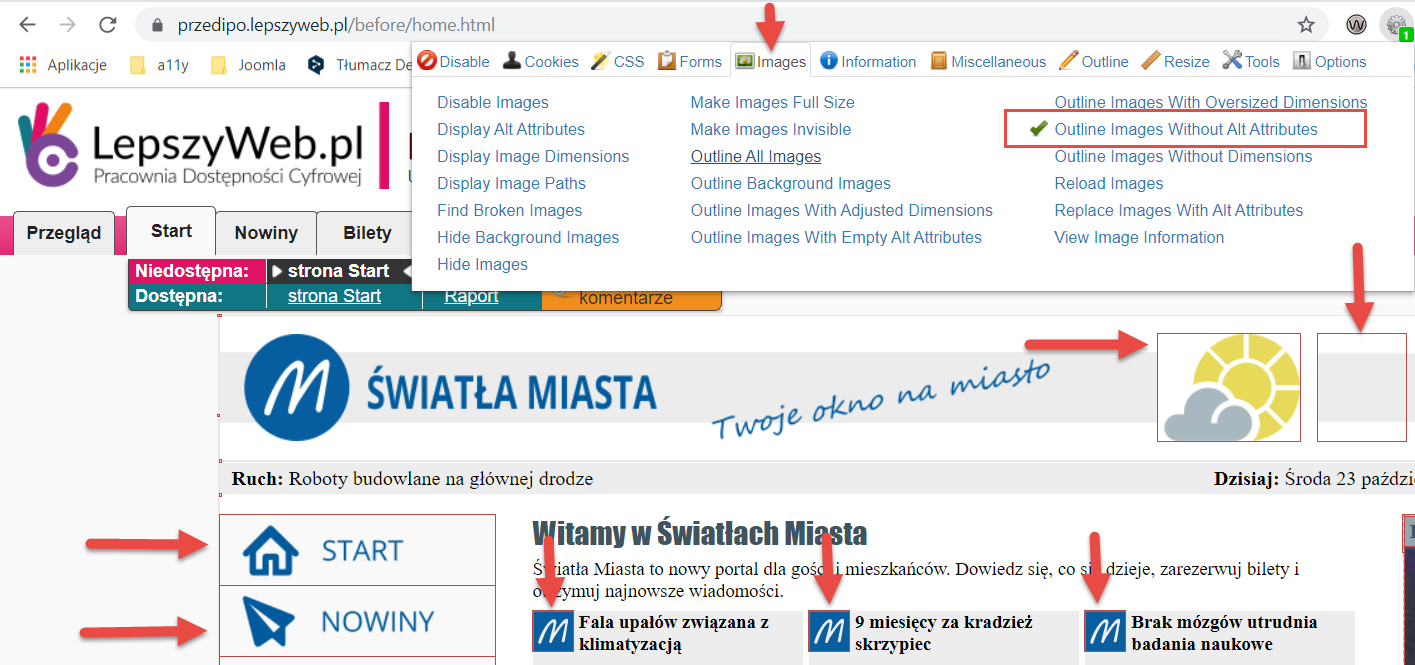 przedipo.lepszyweb.pl/before/home.html
1
Aplikacje a11y Joomla Tłumacz De
Disable Cookies CSS Forms Images Information Miscellaneous Outline Resize Tools Options
Disable Images Make Images Full Size Outline Images With Oversized Dimensions
Display Alt Attributes Make Images Invisible Outline Images Without Alt Attributes
Display Image Dimensions Outline All Images Outline Images Without Dimensions
Display Image Paths Outline Background Images Reload Images
Find Broken Images Outline Images With Adjusted Dimensions Replace Images With Alt Attributes
Hide Background Images Outline Images With Empty Alt Attributes View Image Information
Hide Images
LepszyWeb.pl
Pracownia Dostępności Cyfrowej
Przegląd Start Nowiny Bilety
Niedostępna: strona Start
Dostępna: strona Start Raport komentarze
ŚWIATŁA MIASTA
Twoje okno na miasto
Ruch: Roboty budowlane na głównej drodze Dzisiaj: Środa 23 paździ
START
NOWINY
Witamy w Światłach Miasta
Światła Miasta to nowy portal dla gości i mieszkańców. Dowiedz się, co się dzieje, zarezerwuj bilety i
otrzymuj najnowsze wiadomości.
Fala upałów związana z
klimatyzacją
9 miesięcy za kradzież
skrzypiec
Brak mózgów utrudnia
badania naukowe